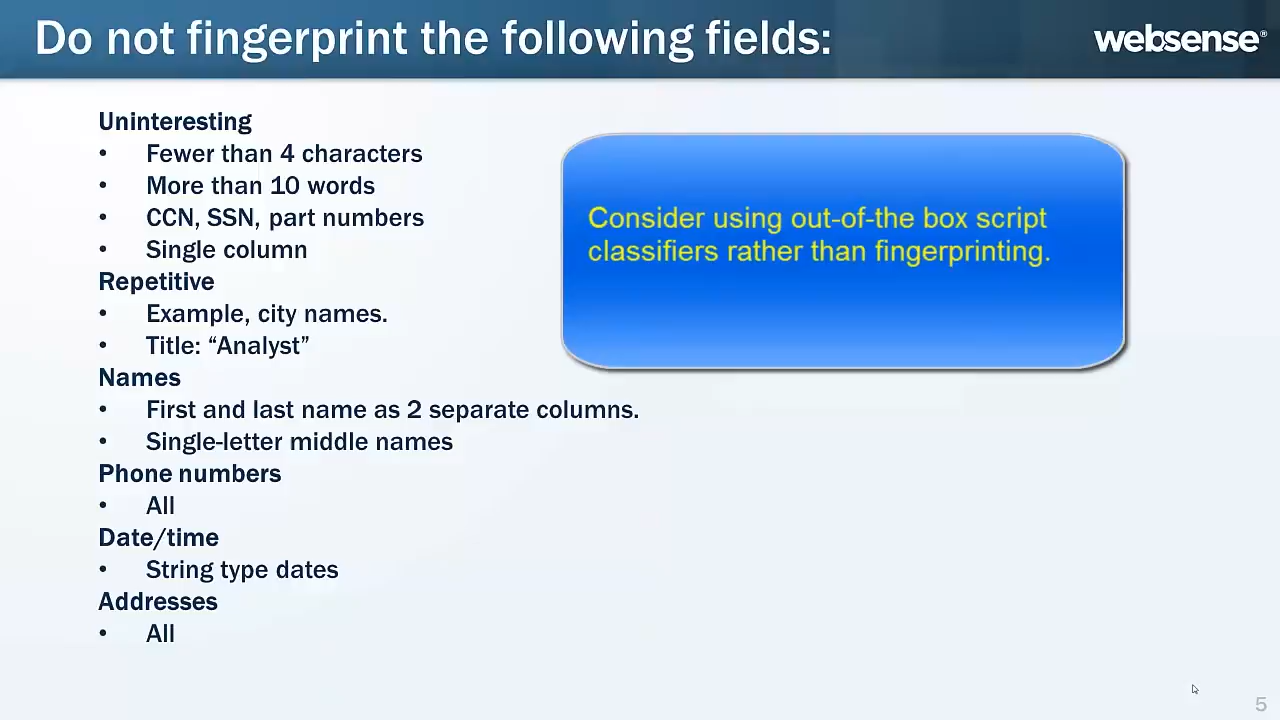 Do not fingerprint the following fields:
websense®
Uninteresting
• Fewer than 4 characters
• More than 10 words
• CCN, SSN, part numbers
• Single column
Repetitive
• Example, city names.
• Title: “Analyst”
Names
• First and last name as 2 separate columns.
• Single-letter middle names
Phone numbers
• All
Date/time
• String type dates
Addresses
• All
Consider using out-of-the box script
classifiers rather than fingerprinting.
5